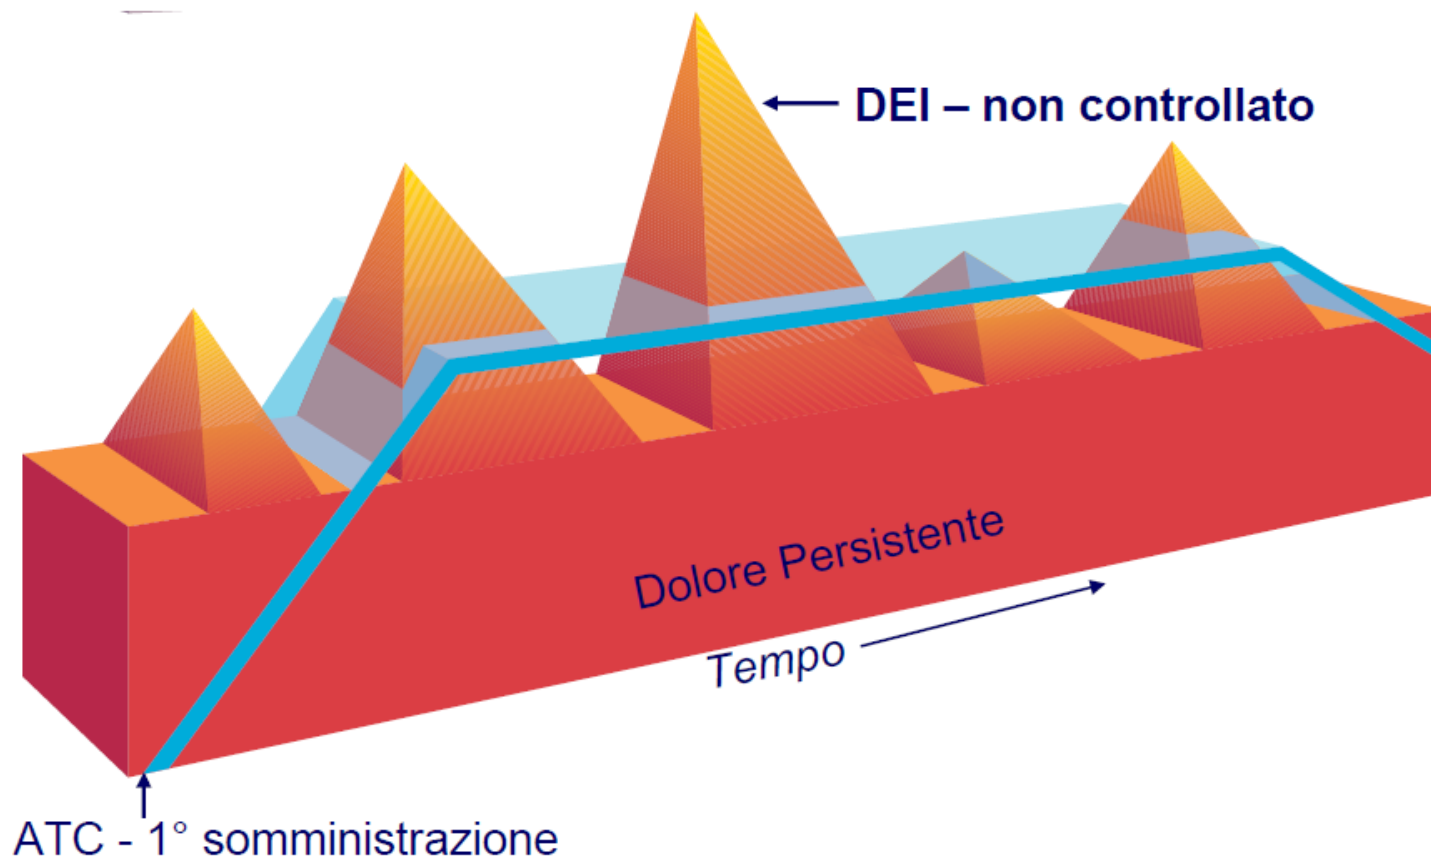 DEI – non controllato
Dolore Persistente
Tempo
ATC - 1° somministrazione